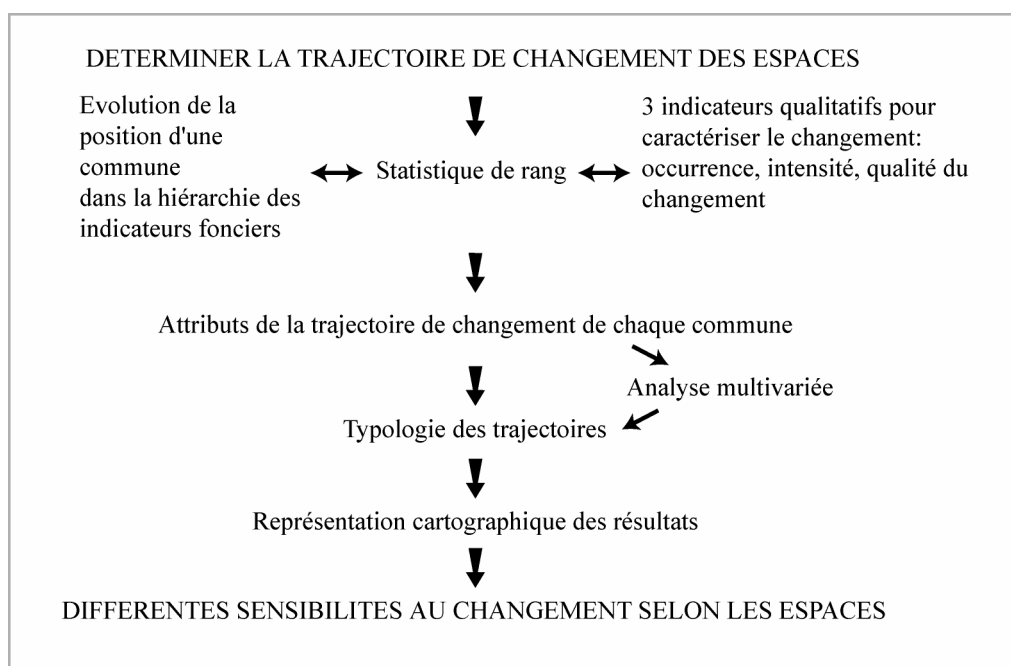 DETERMINER LA TRAJECTOIRE DE CHANGEMENT DES ESPACES
Evolution de la
position d'une
commune
dans la hiérarchie des
indicateurs fonciers
Statistique de rang
3 indicateurs qualitatifs pour
caractériser le changement:
occurrence, intensité, qualité du
changement
Attributs de la trajectoire de changement de chaque commune
Analyse multivariée
Typologie des trajectoires
Représentation cartographique des résultats
DIFFERENTES SENSIBILITES AU CHANGEMENT SELON LES ESPACES